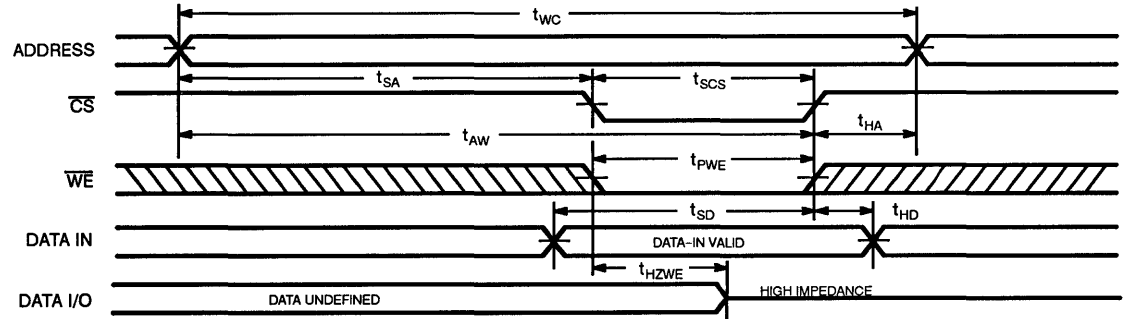 tWC
ADDRESS
tSA tSCS
CS
tAW tHA
tPWE
WE
tSD tHD
DATA IN DATA-IN VALID
tHZWE
DATA I/O DATA UNDEFINED HIGH IMPEDANCE